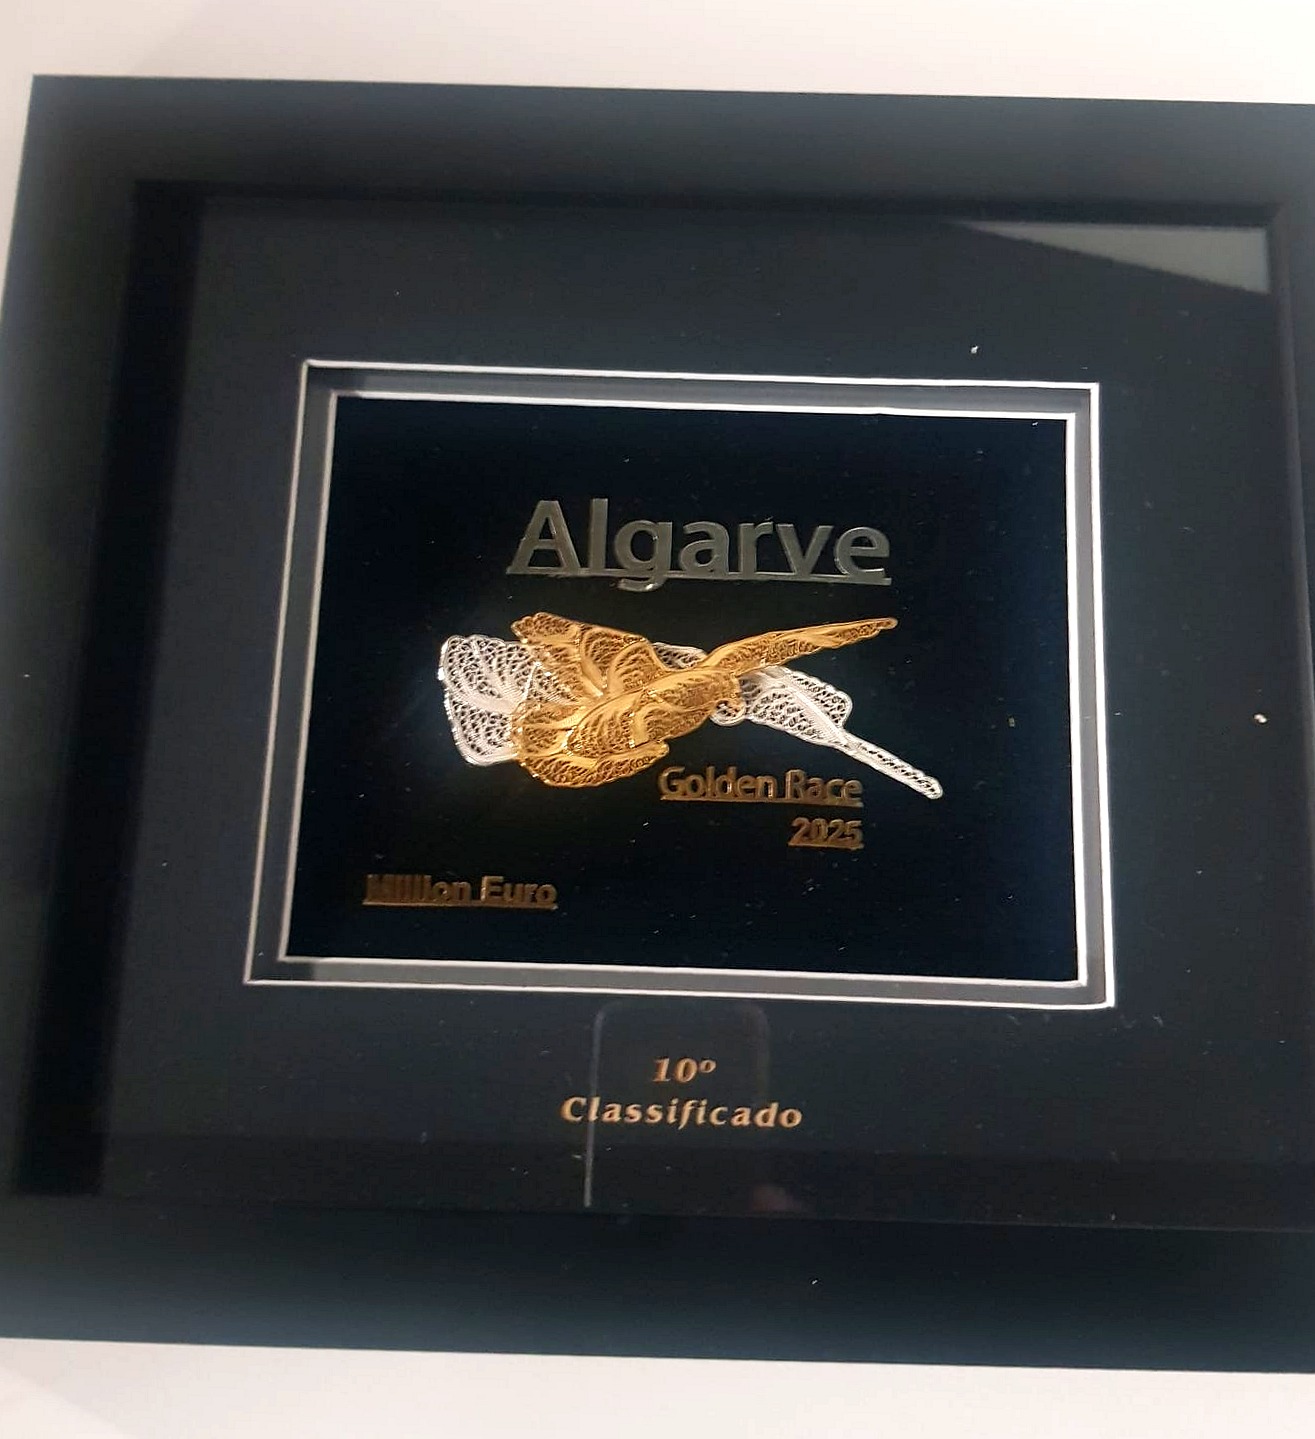 Algarve
Golden Race
2025
Million Euro
10º
Classificado